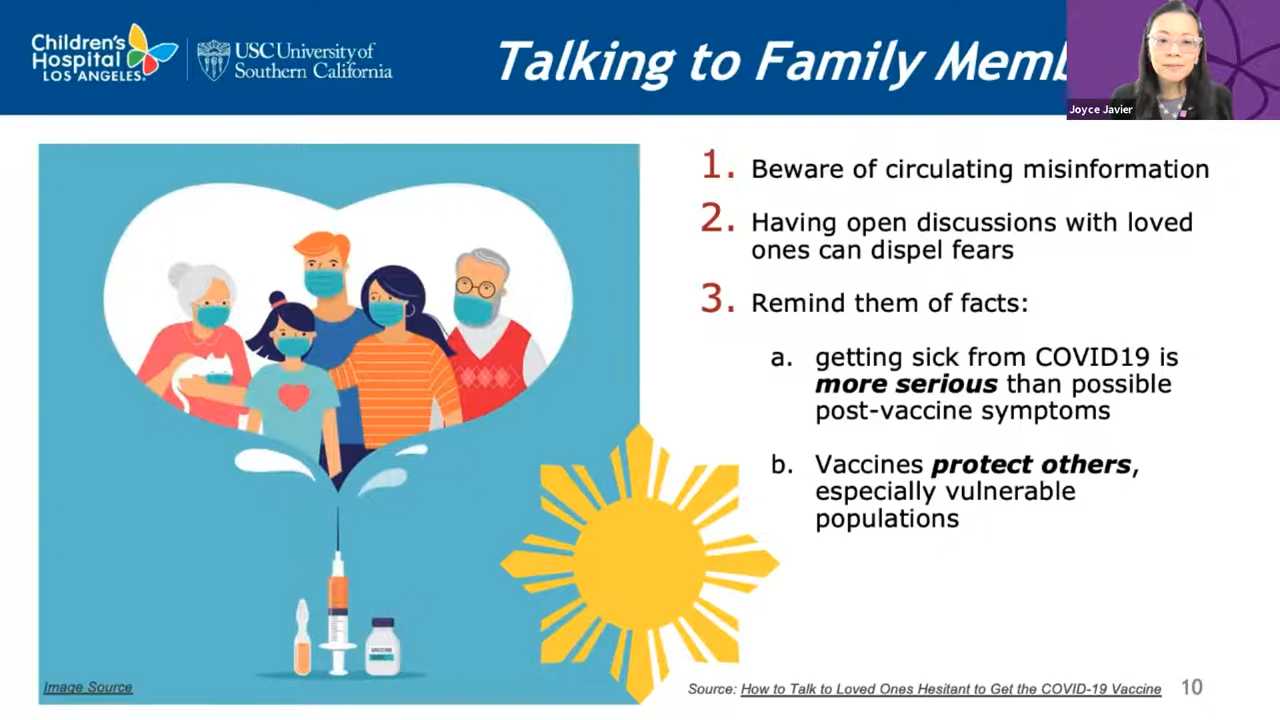 Children's
Hospital
LOS ANGELES®
USC University of
Southern California
Talking to Family Memb
Joyce Javier
1. Beware of circulating misinformation
2. Having open discussions with loved
ones can dispel fears
3. Remind them of facts:
a. getting sick from COVID19 is
more serious than possible
post-vaccine symptoms
b. Vaccines protect others,
especially vulnerable
populations
VACCINE
Image Source
Source: How to Talk to Loved Ones Hesitant to Get the COVID-19 Vaccine 10